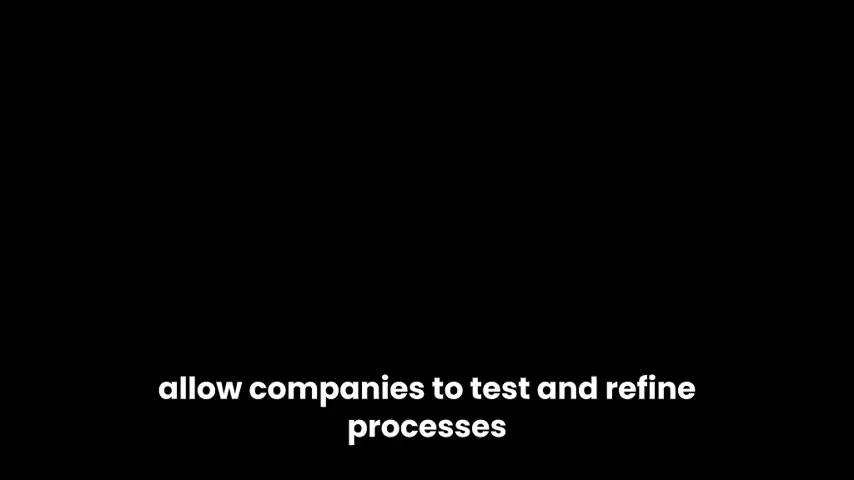 allow companies to test and refine
processes